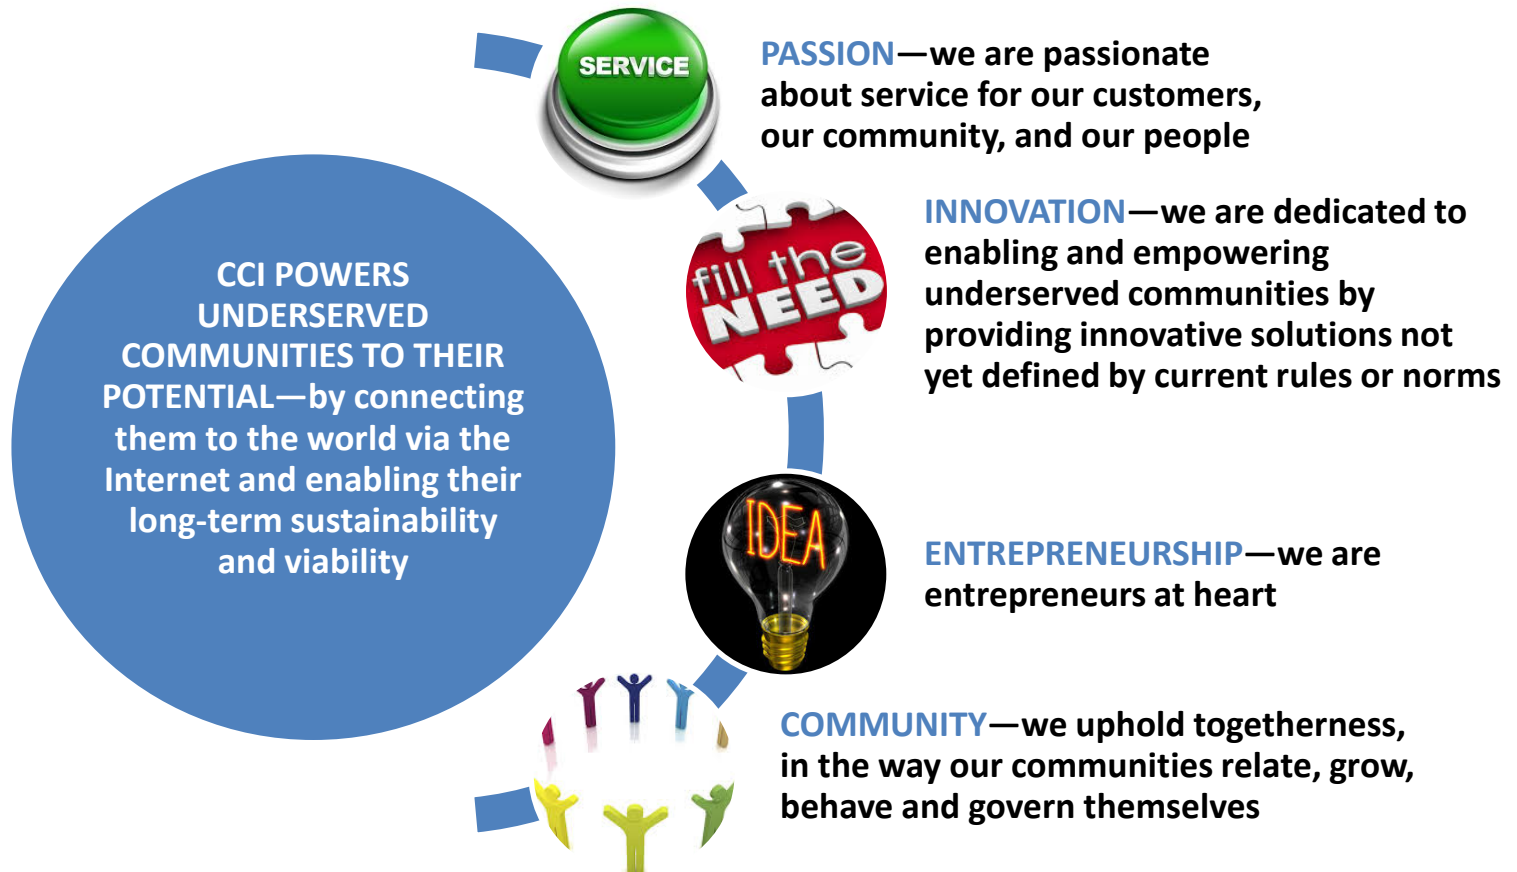 CCI POWERS
UNDERSERVED
COMMUNITIES TO THEIR
POTENTIAL—by connecting
them to the world via the
Internet and enabling their
long-term sustainability
and viability
SERVICE
PASSION—we are passionate
about service for our customers,
our community, and our people
fill the
NEED
INNOVATION—we are dedicated to
enabling and empowering
underserved communities by
providing innovative solutions not
yet defined by current rules or norms
IDEA
ENTREPRENEURSHIP—we are
entrepreneurs at heart
COMMUNITY—we uphold togetherness,
in the way our communities relate, grow,
behave and govern themselves